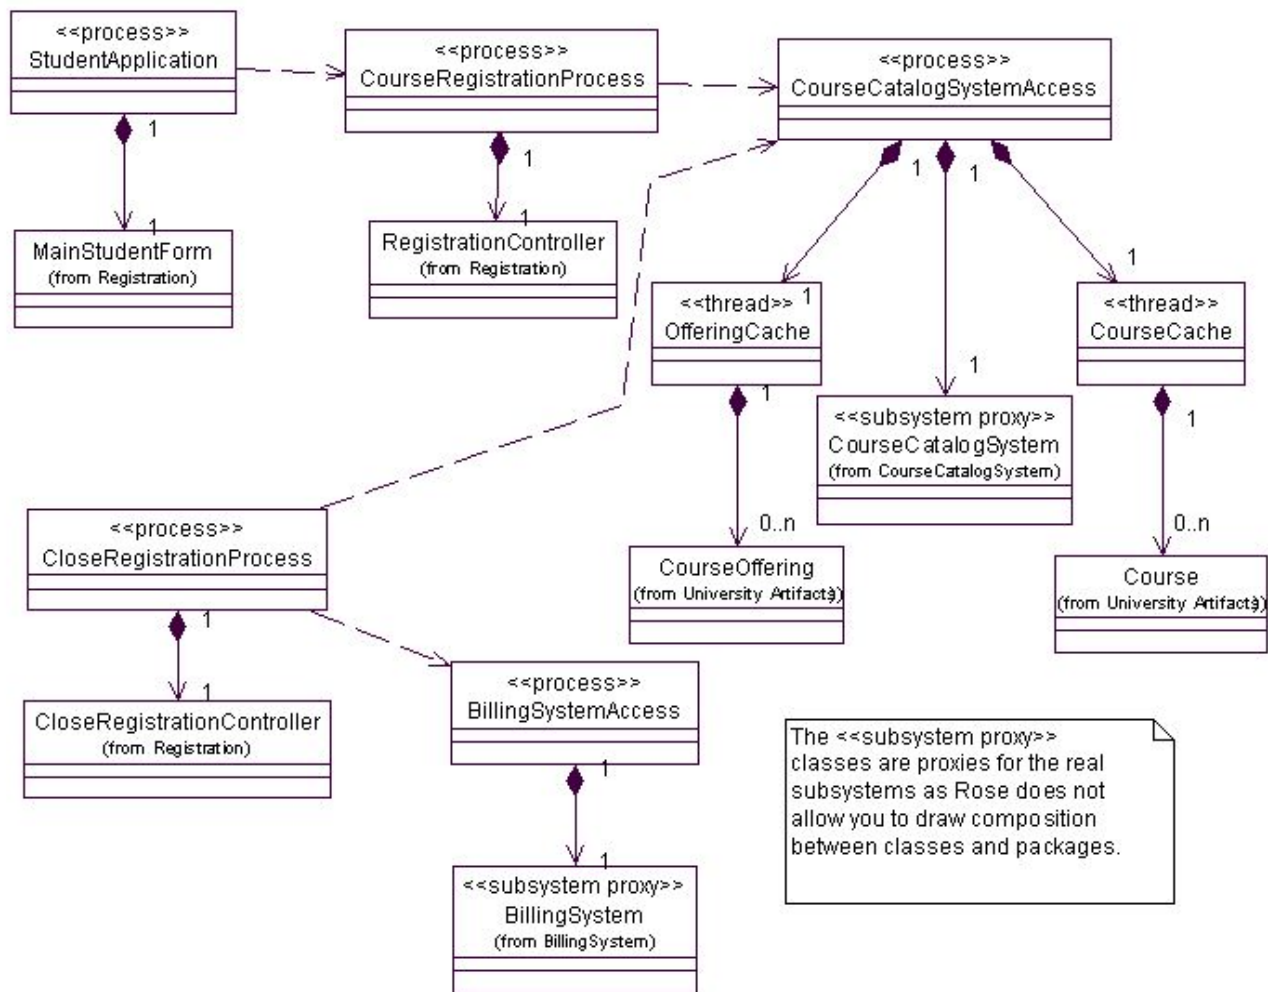 <<process>>
StudentApplication
1
1
MainStudentForm
(from Registration)
<<process>>
CourseRegistrationProcess
1
1
RegistrationController
(from Registration)
<<process>>
CourseCatalogSystemAccess
1
1
1
1
1
1
<<thread>>
OfferingCache
1
0..n
CourseOffering
(from University Artifacts)
<<subsystem proxy>>
CourseCatalogSystem
(from CourseCatalogSystem)
<<thread>>
CourseCache
1
0..n
Course
(from University Artifacts)
<<process>>
CloseRegistrationProcess
1
1
CloseRegistrationController
(from Registration)
<<process>>
BillingSystemAccess
1
1
<<subsystem proxy>>
BillingSystem
(from BillingSystem)
The <<subsystem proxy>>
classes are proxies for the real
subsystems as Rose does not
allow you to draw composition
between classes and packages.